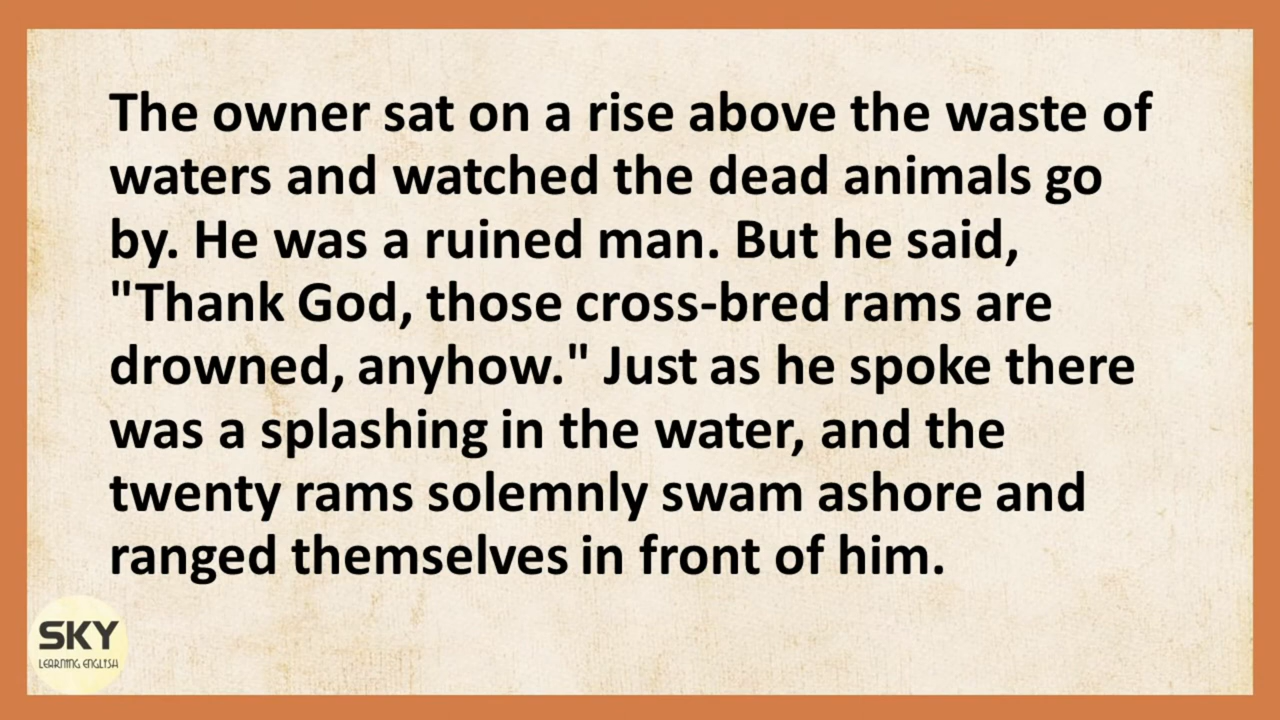 The owner sat on a rise above the waste of
waters and watched the dead animals go
by. He was a ruined man. But he said,
"Thank God, those cross-bred rams are
drowned, anyhow." Just as he spoke there
was a splashing in the water, and the
twenty rams solemnly swam ashore and
ranged themselves in front of him.
SKY
LEARNING ENGLISH